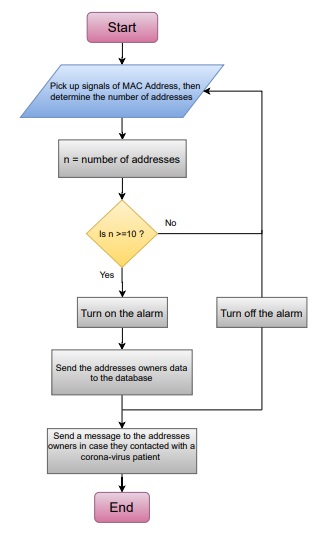 Start
Pick up signals of MAC Address, then
determine the number of addresses
n = number of addresses
Is n >=10 ?
No
Yes
Turn on the alarm
Turn off the alarm
Send the addresses owners data
to the database
Send a message to the addresses
owners in case they contacted with a
corona-virus patient
End